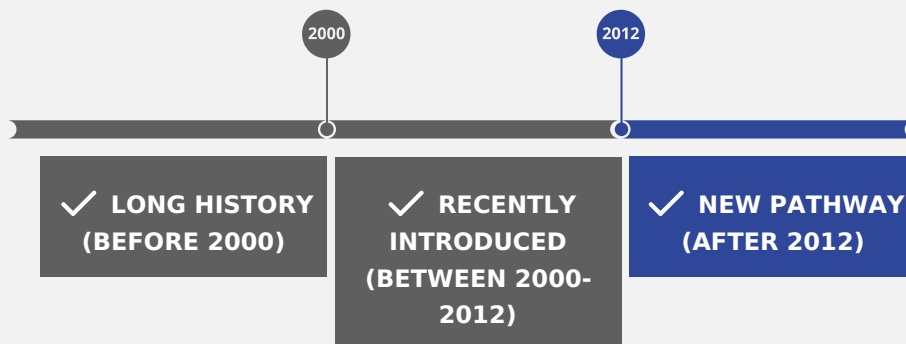 2000
2012
LONG HISTORY
(BEFORE 2000)
RECENTLY
INTRODUCED
(BETWEEN 2000-
2012)
NEW PATHWAY
(AFTER 2012)